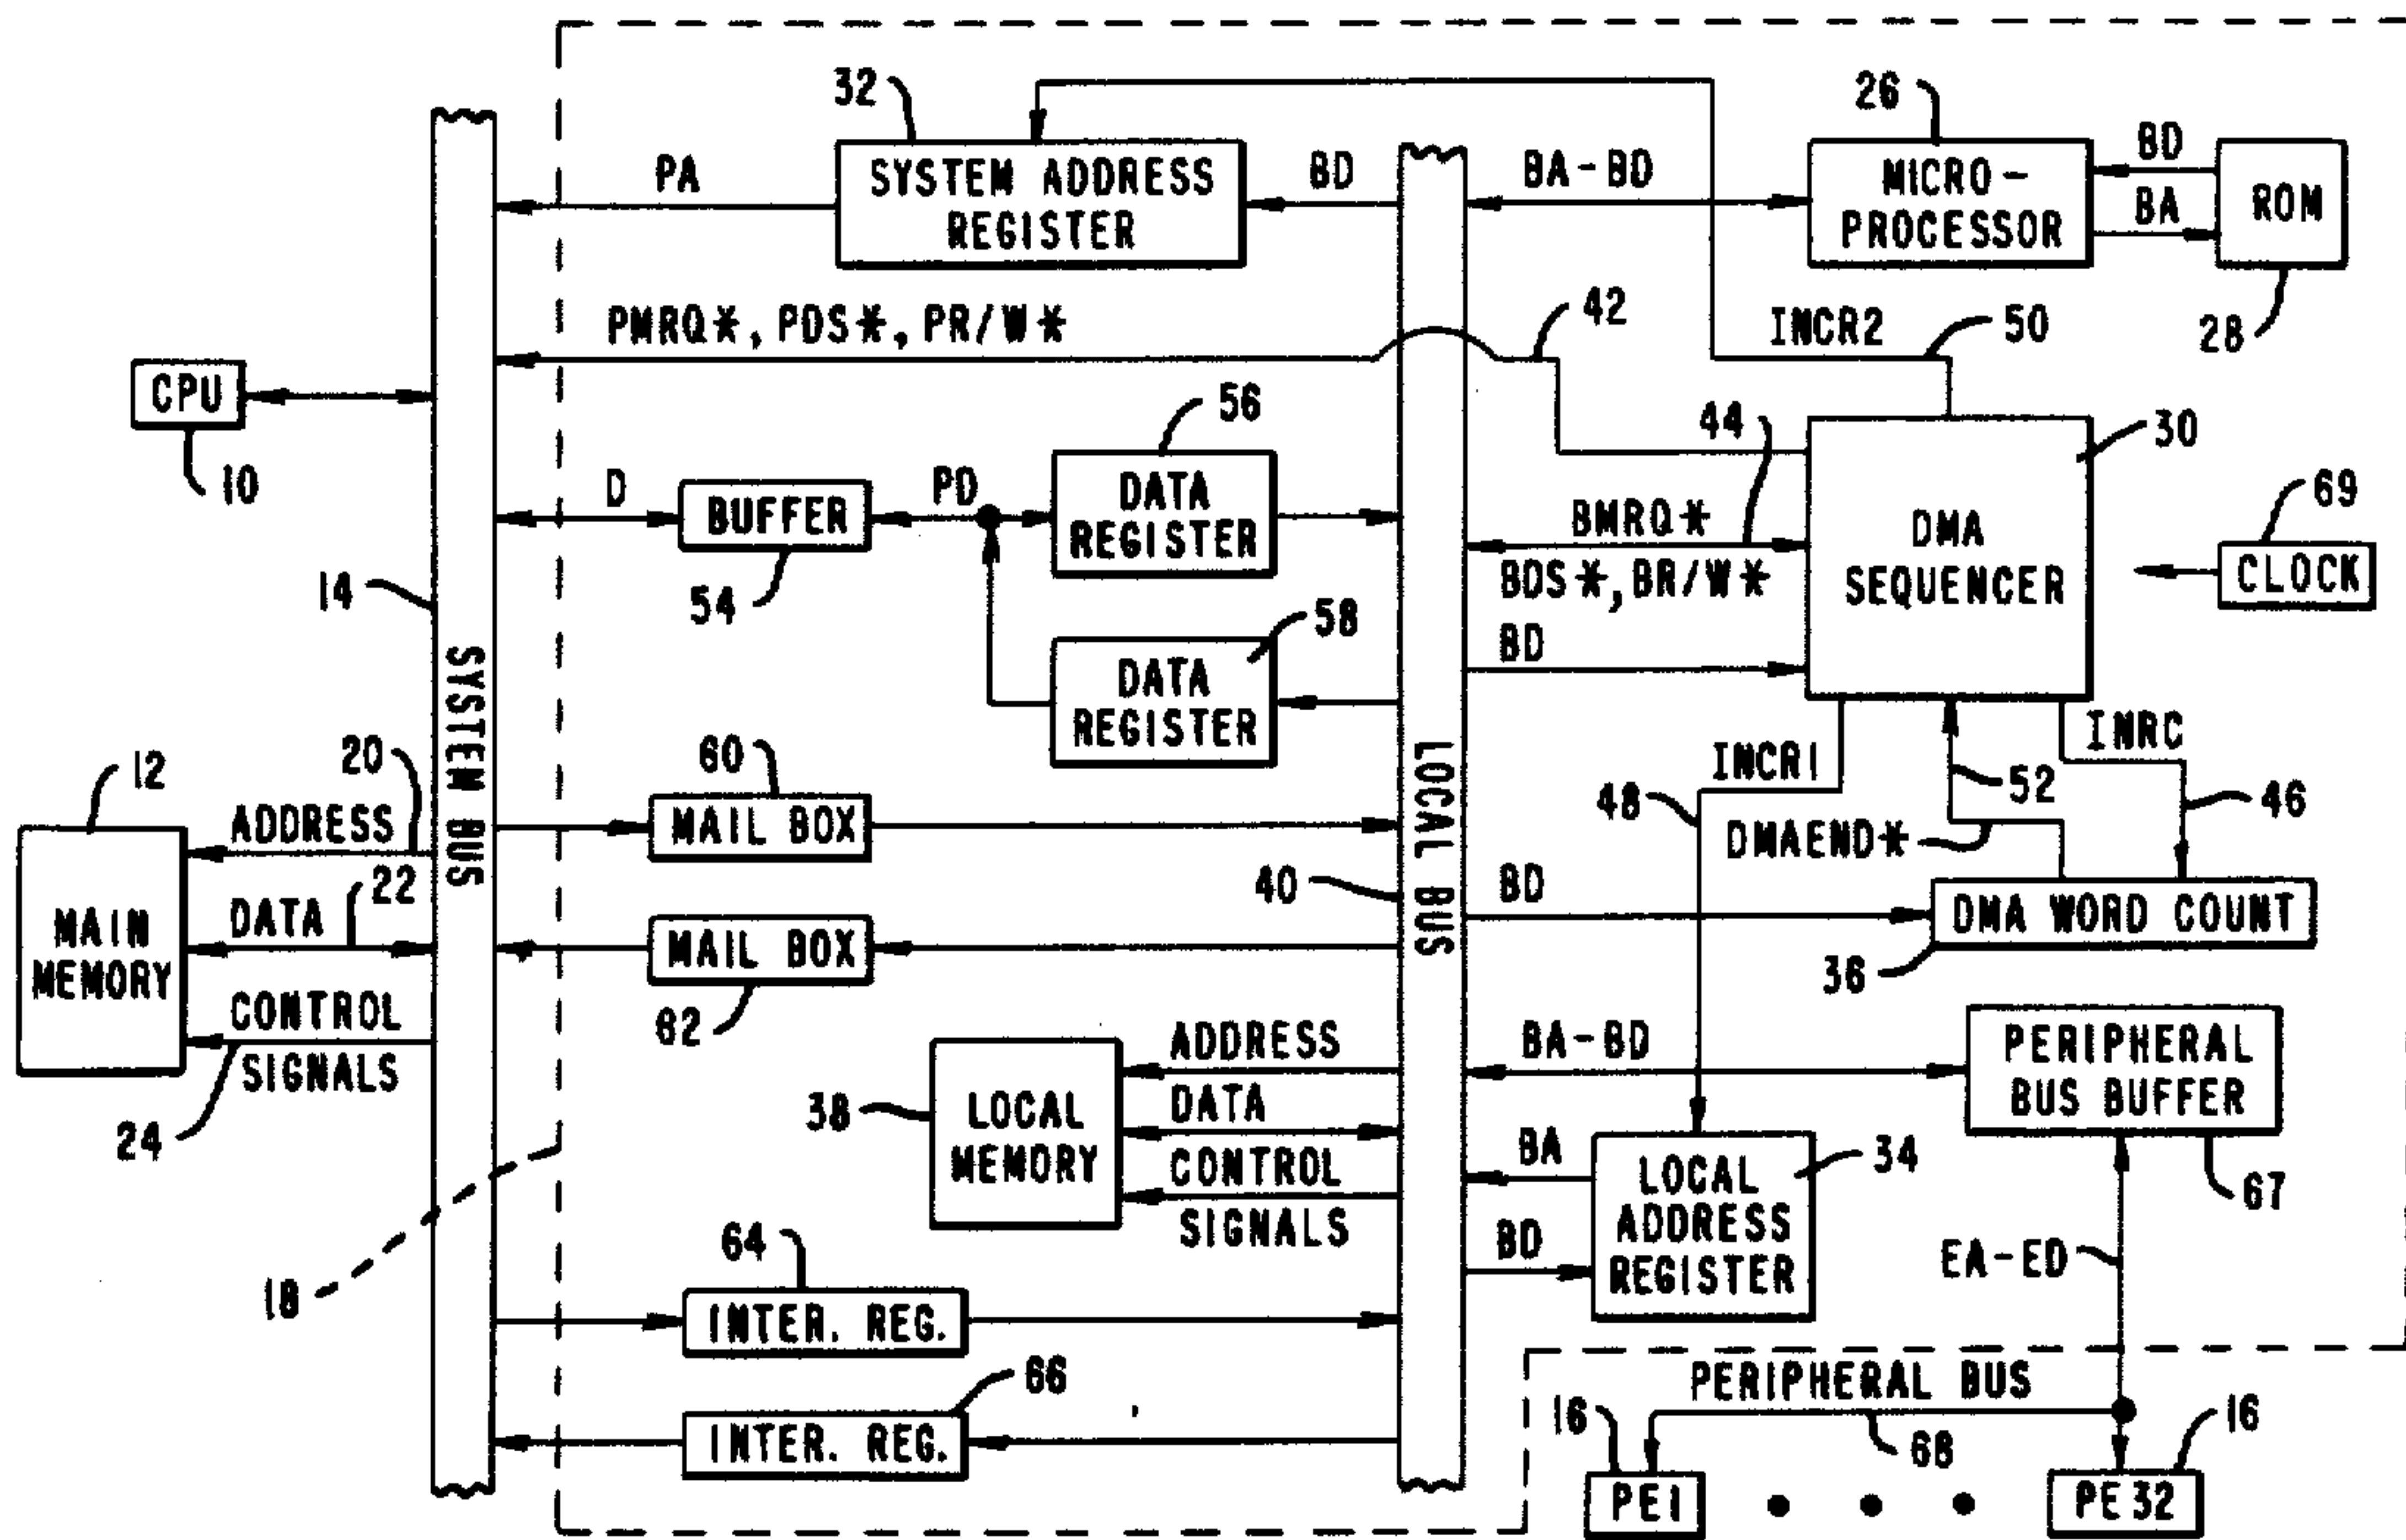 32
26
PA
SYSTEM ADDRESS
REGISTER
BD
BA-BD
MICRO-
PROCESSOR
BD
BA
ROM
28
PMRQ*, PDS*, PR/W*
42
INCR2
50
CPU
10
56
44
30
D
BUFFER
54
PD
DATA
REGISTER
BMRQ*
BDS*, BR/W*
DMA
SEQUENCER
69
CLOCK
14
58
DATA
REGISTER
BD
SYSTEM BUS
LOCAL BUS
INCR1
INRC
48
52
46
DMAEND*
12
20
ADDRESS
22
DATA
MAIN
MEMORY
CONTROL
SIGNALS
24
60
MAIL BOX
40
BD
DMA WORD COUNT
36
MAIL BOX
62
38
LOCAL
MEMORY
ADDRESS
DATA
CONTROL
SIGNALS
BA-BD
PERIPHERAL
BUS BUFFER
67
BA
BD
LOCAL
ADDRESS
REGISTER
34
EA-ED
18
64
INTER. REG.
66
INTER. REG.
PERIPHERAL BUS
16
68
16
PE1
PE32